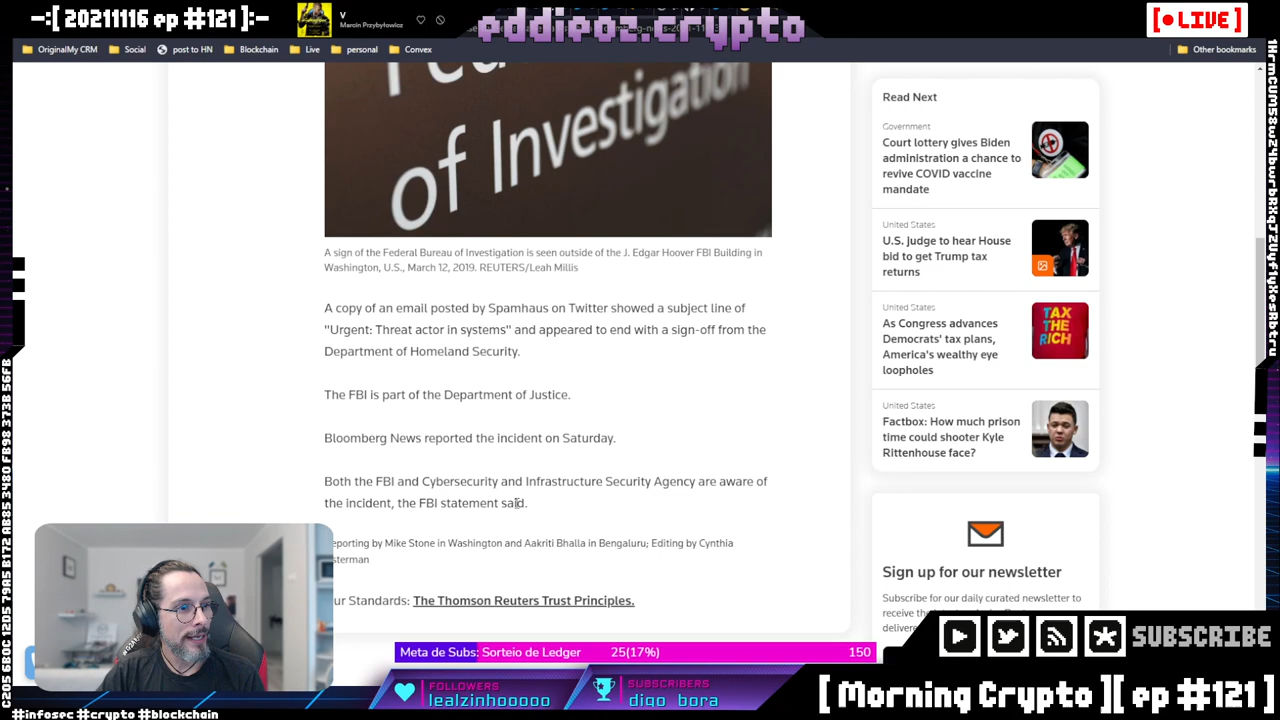 -:[ 20211116 ep #121 ]:-
V
Marcin Przybyłowicz
eddieoz.crypto
[● LIVE ]
OriginalMy CRM
Social
post to HN
Blockchain
Live
personal
Convex
Other bookmarks
of Investigation
A sign of the Federal Bureau of Investigation is seen outside of the J. Edgar Hoover FBI Building in
Washington, U.S., March 12, 2019. REUTERS/Leah Millis
A copy of an email posted by Spamhaus on Twitter showed a subject line of
"Urgent: Threat actor in systems" and appeared to end with a sign-off from the
Department of Homeland Security.
The FBI is part of the Department of Justice.
Bloomberg News reported the incident on Saturday.
Both the FBI and Cybersecurity and Infrastructure Security Agency are aware of
the incident, the FBI statement said.
eporting by Mike Stone in Washington and Aakriti Bhalla in Bengaluru; Editing by Cynthia
sterman
ur Standards: The Thomson Reuters Trust Principles.
Read Next
Government
Court lottery gives Biden
administration a chance to
revive COVID vaccine
mandate
United States
U.S. judge to hear House
bid to get Trump tax
returns
United States
As Congress advances
Democrats' tax plans,
America's wealthy eye
loopholes
TAX
THE
RICH
United States
Factbox: How much prison
time could shooter Kyle
Rittenhouse face?
Sign up for our newsletter
Subscribe for our daily curated newsletter to
receive the
delivere
Meta de Subs: Sorteio de Ledger
25(17%)
150
FOLLOWERS
lealzinhooooo
SUBSCRIBERS
digo_bora
SUBSCRIBE
[ Morning Crypto ][ ep #121 ]
#infosec #crypto #blockchain